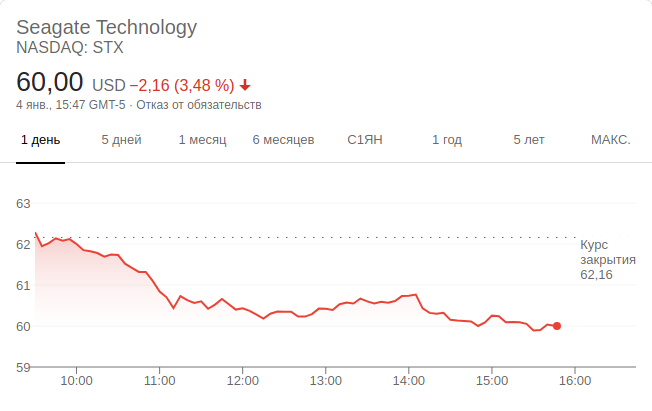 Seagate Technology
NASDAQ: STX
60,00 USD −2,16 (3,48 %)
4 янв., 15:47 GMT-5 · Отказ от обязательств
1 день 5 дней 1 месяц 6 месяцев С1ЯН 1 год 5 лет МАКС.
63
62
61
60
59
Курс
закрытия
62,16
10:00 11:00 12:00 13:00 14:00 15:00 16:00